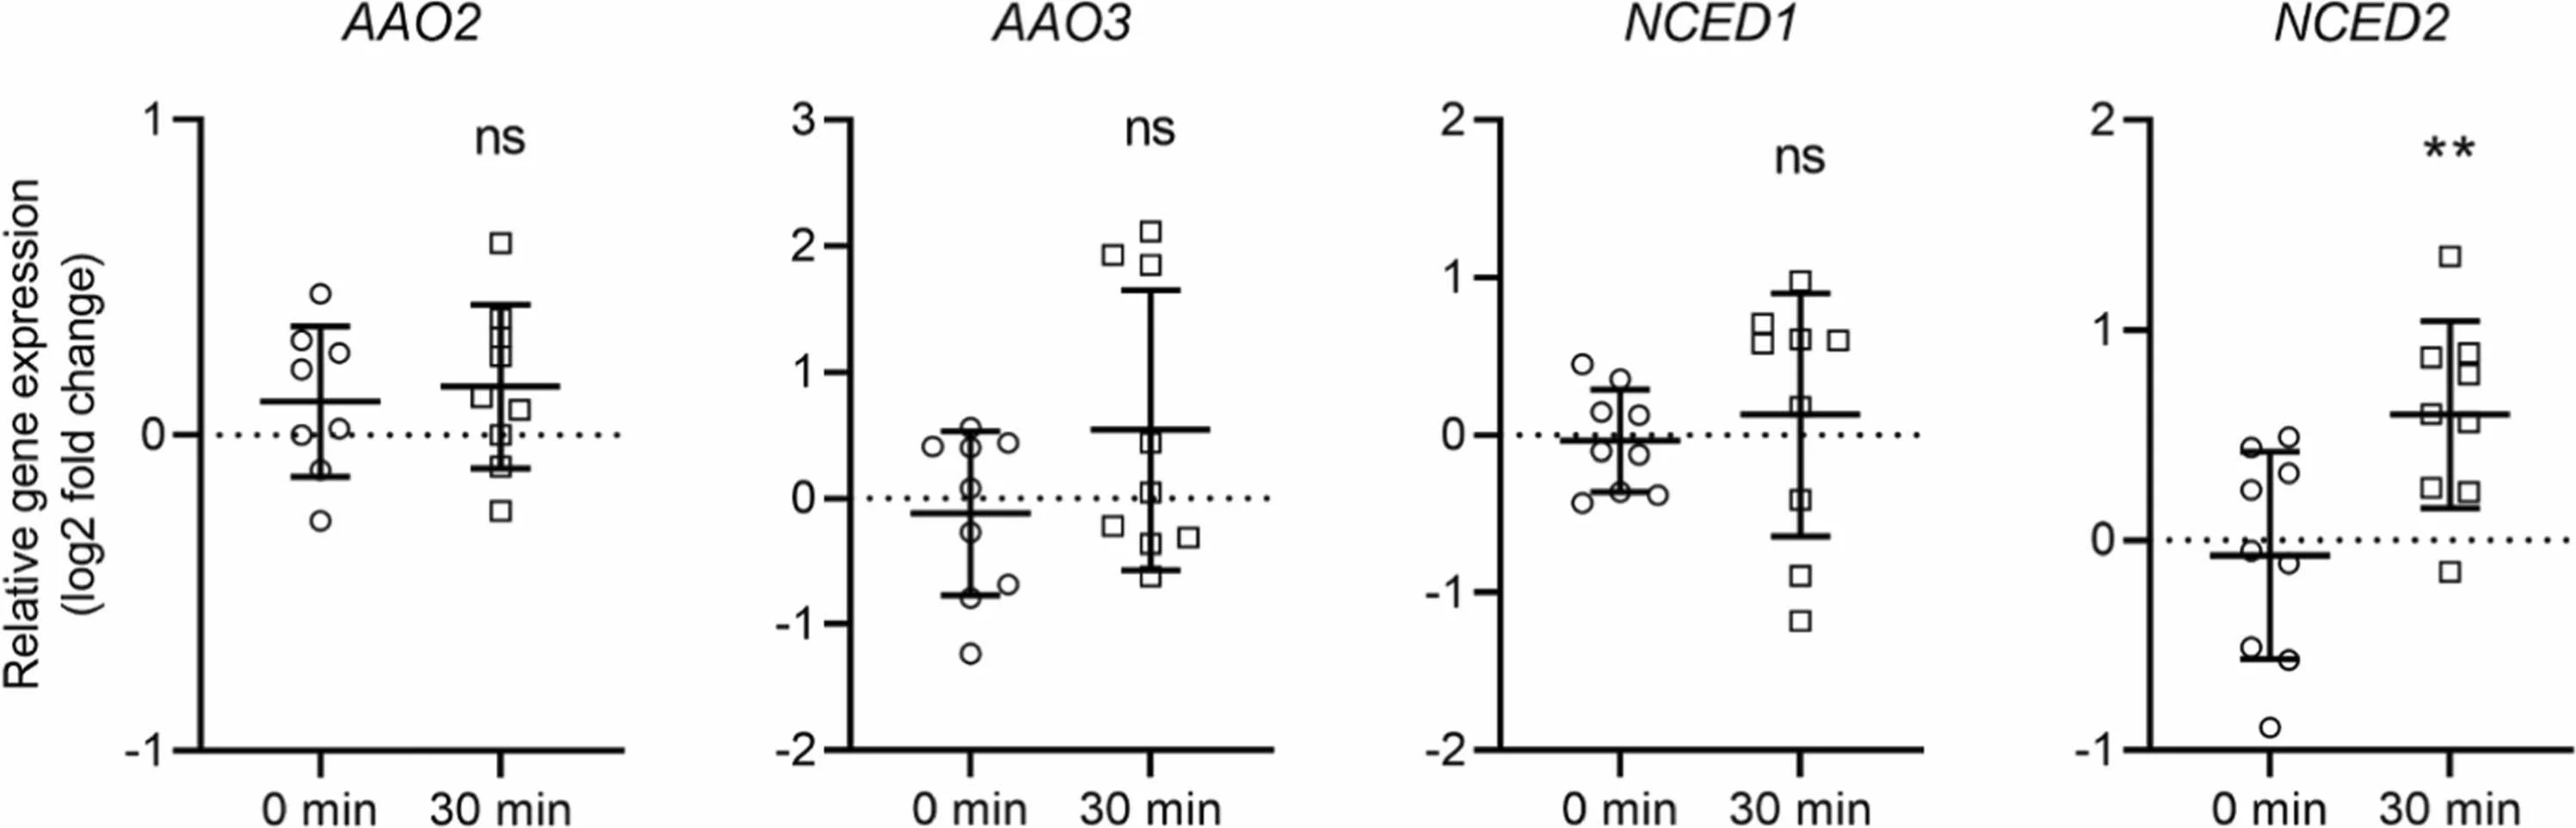 AAO2
AAO3
NCED1
NCED2
Relative gene expression
(log2 fold change)
1
0
-1
ns
0 min
30 min
3
2
1
0
-1
-2
ns
0 min
30 min
2
1
0
-1
-2
ns
0 min
30 min
2
1
0
-1
**
0 min
30 min